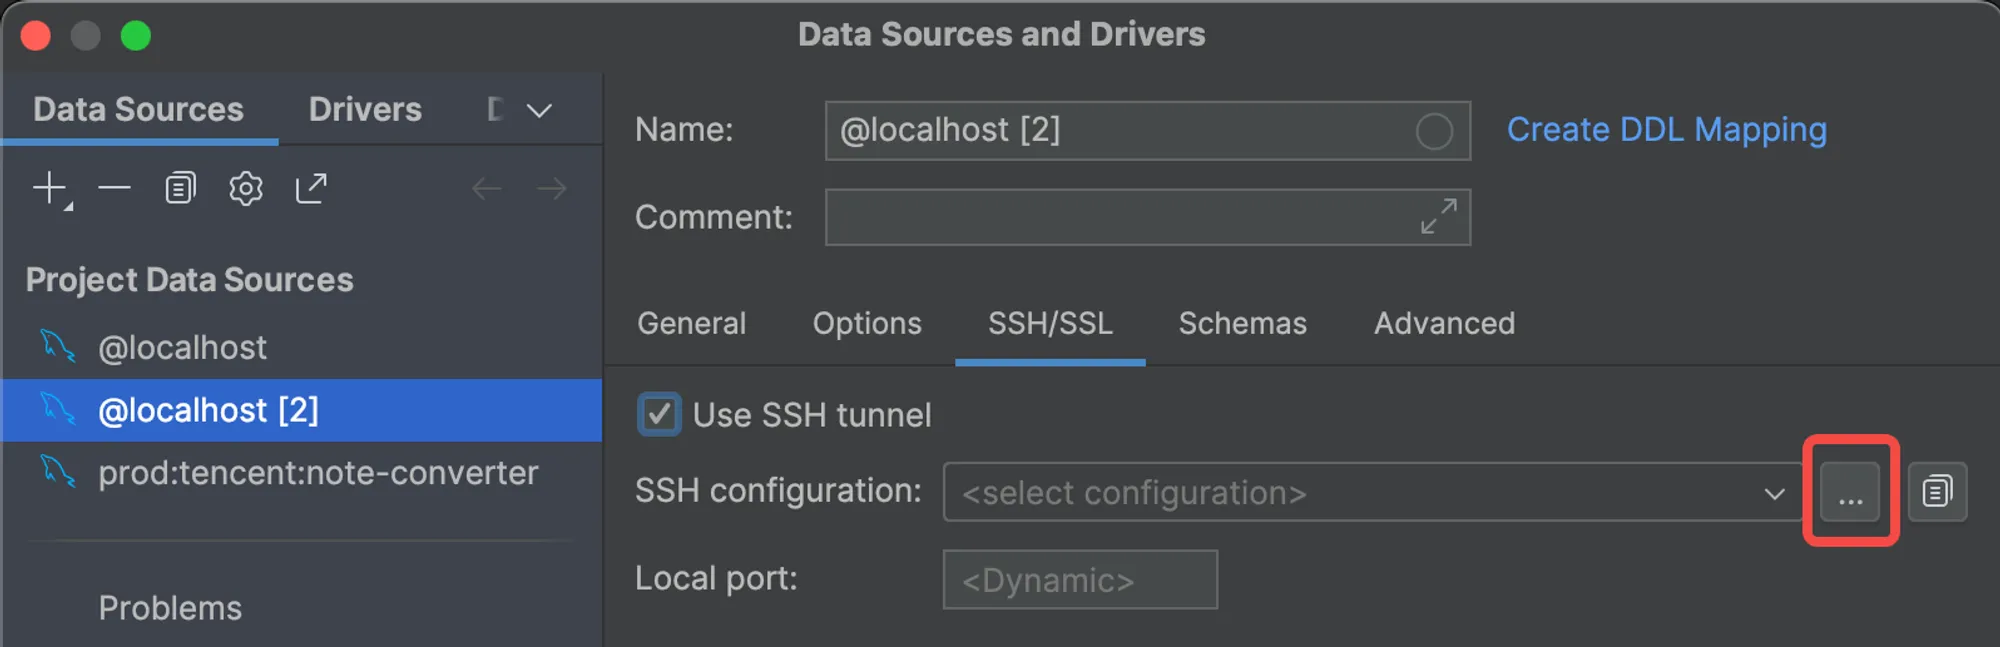 Data Sources and Drivers
Data Sources Drivers
Name: @localhost [2] Create DDL Mapping
Comment:
Project Data Sources
@localhost
@localhost [2]
prod:tencent:note-converter
Problems
General Options SSH/SSL Schemas Advanced
Use SSH tunnel
SSH configuration: <select configuration> ...
Local port: <Dynamic>